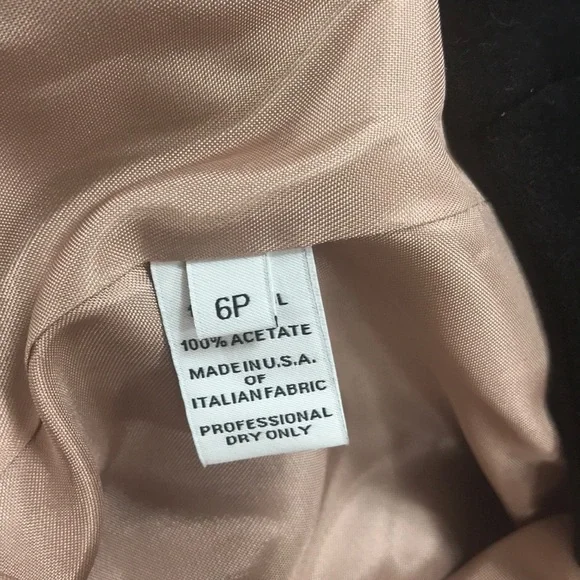 6P
100% ACETATE
MADE IN U.S.A.
OF
ITALIAN FABRIC
PROFESSIONAL
DRY ONLY